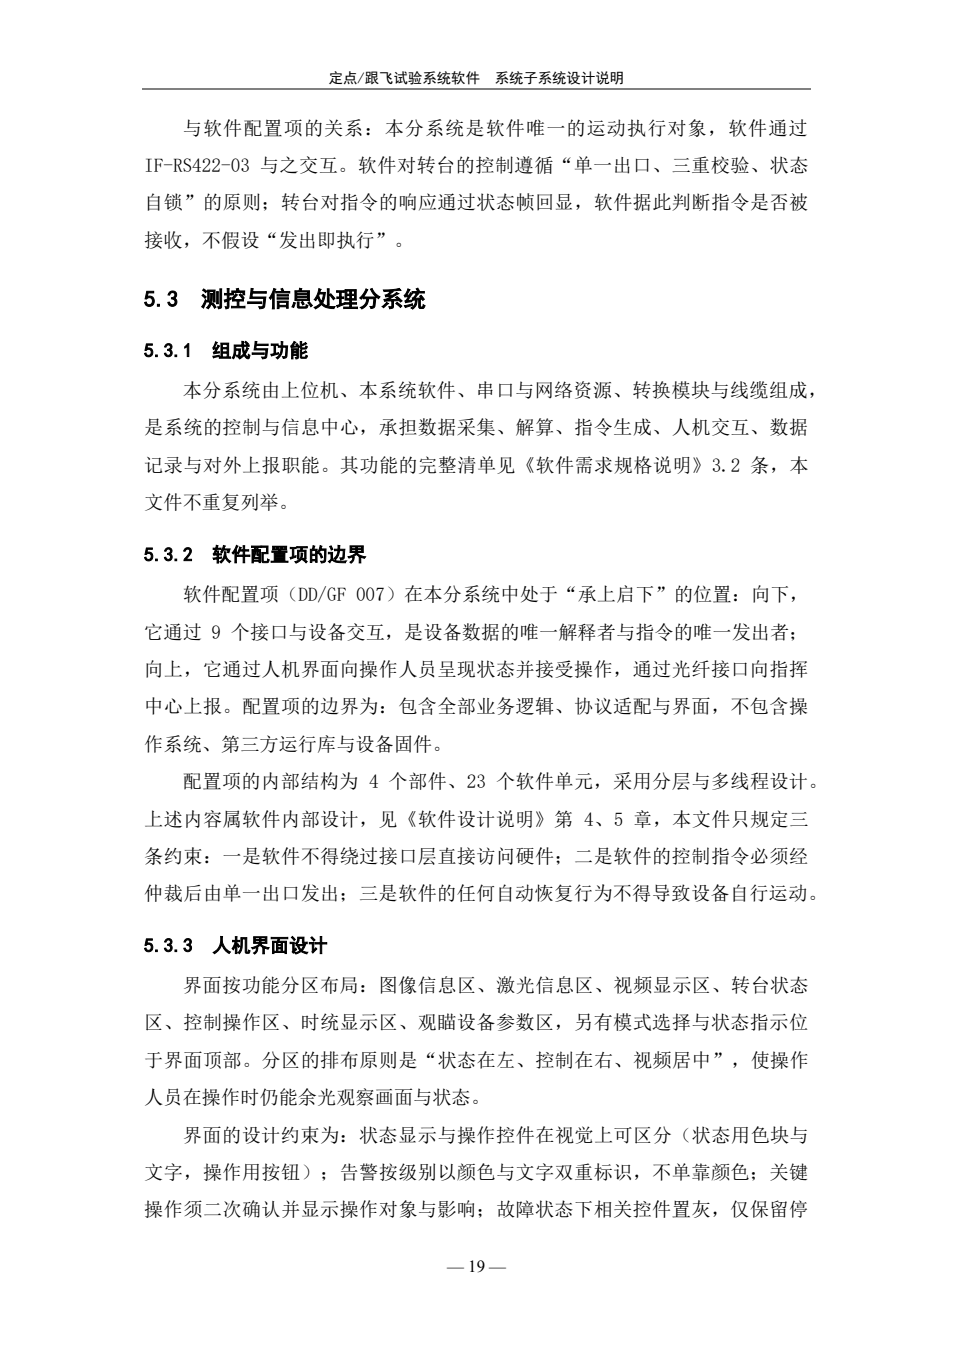 定点/跟飞试验系统软件　系统子系统设计说明
与软件配置项的关系：本分系统是软件唯一的运动执行对象，软件通过
IF-RS422-03 与之交互。软件对转台的控制遵循“单一出口、三重校验、状态
自锁”的原则；转台对指令的响应通过状态帧回显，软件据此判断指令是否被
接收，不假设“发出即执行”。
5.3　测控与信息处理分系统
5.3.1　组成与功能
本分系统由上位机、本系统软件、串口与网络资源、转换模块与线缆组成，
是系统的控制与信息中心，承担数据采集、解算、指令生成、人机交互、数据
记录与对外上报职能。其功能的完整清单见《软件需求规格说明》3.2 条，本
文件不重复列举。
5.3.2　软件配置项的边界
软件配置项（DD/GF 007）在本分系统中处于“承上启下”的位置：向下，
它通过 9 个接口与设备交互，是设备数据的唯一解释者与指令的唯一发出者；
向上，它通过人机界面向操作人员呈现状态并接受操作，通过光纤接口向指挥
中心上报。配置项的边界为：包含全部业务逻辑、协议适配与界面，不包含操
作系统、第三方运行库与设备固件。
配置项的内部结构为 4 个部件、23 个软件单元，采用分层与多线程设计。
上述内容属软件内部设计，见《软件设计说明》第 4、5 章，本文件只规定三
条约束：一是软件不得绕过接口层直接访问硬件；二是软件的控制指令必须经
仲裁后由单一出口发出；三是软件的任何自动恢复行为不得导致设备自行运动。
5.3.3　人机界面设计
界面按功能分区布局：图像信息区、激光信息区、视频显示区、转台状态
区、控制操作区、时统显示区、观瞄设备参数区，另有模式选择与状态指示位
于界面顶部。分区的排布原则是“状态在左、控制在右、视频居中”，使操作
人员在操作时仍能余光观察画面与状态。
界面的设计约束为：状态显示与操作控件在视觉上可区分（状态用色块与
文字，操作用按钮）；告警按级别以颜色与文字双重标识，不单靠颜色；关键
操作须二次确认并显示操作对象与影响；故障状态下相关控件置灰，仅保留停
— 19 —